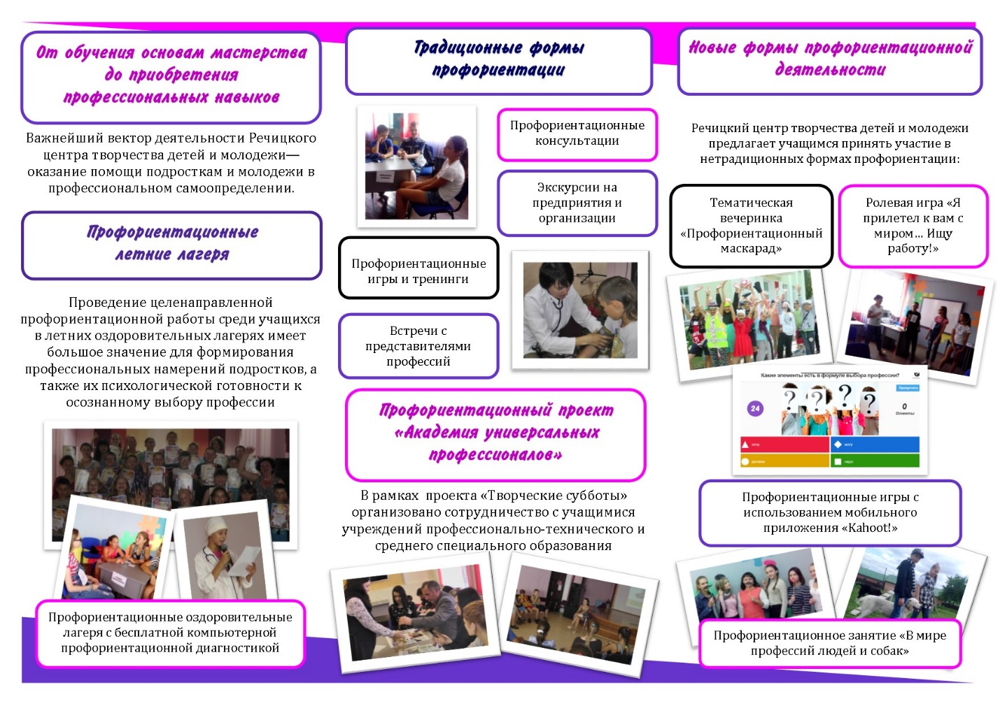 От обучения основам мастерства
до приобретения
профессиональных навыков
Важнейший вектор деятельности Речицкого
центра творчества детей и молодежи—
оказание помощи подросткам и молодежи в
профессиональном самоопределении.
Профориентационные
летние лагеря
Проведение целенаправленной
профориентационной работы среди учащихся
в летних оздоровительных лагерях имеет
большое значение для формирования
профессиональных намерений подростков, а
также их психологической готовности к
осознанному выбору профессии
Профориентационные оздоровительные
лагеря с бесплатной компьютерной
профориентационной диагностикой
Традиционные формы
профориентации
Профориентационные
консультации
Экскурсии на
предприятия и
организации
Профориентационные
игры и тренинги
Встречи с
представителями
профессий
Профориентационный проект
«Академия универсальных
профессионалов»
В рамках проекта «Творческие субботы»
организовано сотрудничество с учащимися
учреждений профессионально-технического и
среднего специального образования
Новые формы профориентационной
деятельности
Речицкий центр творчества детей и молодежи
предлагает учащимся принять участие в
нетрадиционных формах профориентации:
Тематическая
вечеринка
«Профориентационный
маскарад»
Ролевая игра «Я
прилетел к вам с
миром... Ищу
работу!»
Какие элементы есть в формуле выбора профессии?
Прекратить
24
? ? ? ?
0
Ответы
хочу
могу
должен
надо
Профориентационные игры с
использованием мобильного
приложения «Kahoot!»
Профориентационное занятие «В мире
профессий людей и собак»